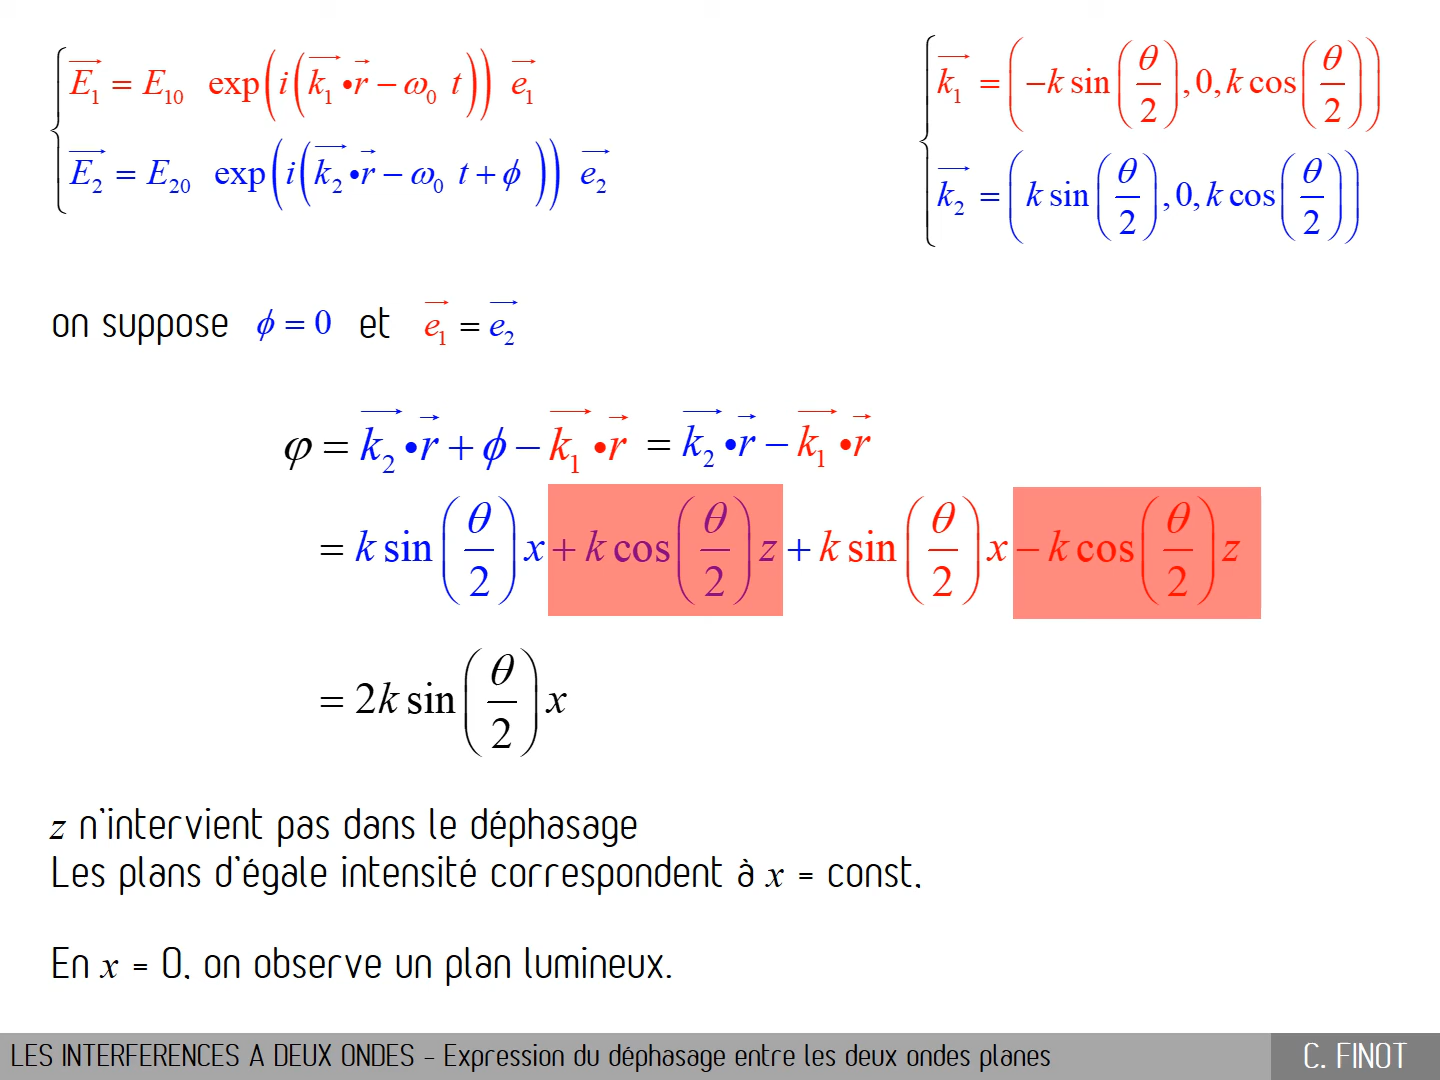 E₁⃗ = E₁₀ exp(i(k₁⃗ • r⃗ − ω₀ t)) e₁⃗
E₂⃗ = E₂₀ exp(i(k₂⃗ • r⃗ − ω₀ t + ϕ)) e₂⃗
k₁⃗ = (−k sin(θ/2), 0, k cos(θ/2))
k₂⃗ = (k sin(θ/2), 0, k cos(θ/2))
on suppose ϕ = 0 et e₁⃗ = e₂⃗
φ = k₂⃗ • r⃗ + ϕ − k₁⃗ • r⃗ = k₂⃗ • r⃗ − k₁⃗ • r⃗
= k sin(θ/2) x + k cos(θ/2) z + k sin(θ/2) x − k cos(θ/2) z
= 2k sin(θ/2) x
z n'intervient pas dans le déphasage
Les plans d'égale intensité correspondent à x = const.
En x = 0, on observe un plan lumineux.
LES INTERFERENCES A DEUX ONDES - Expression du déphasage entre les deux ondes planes C. FINOT